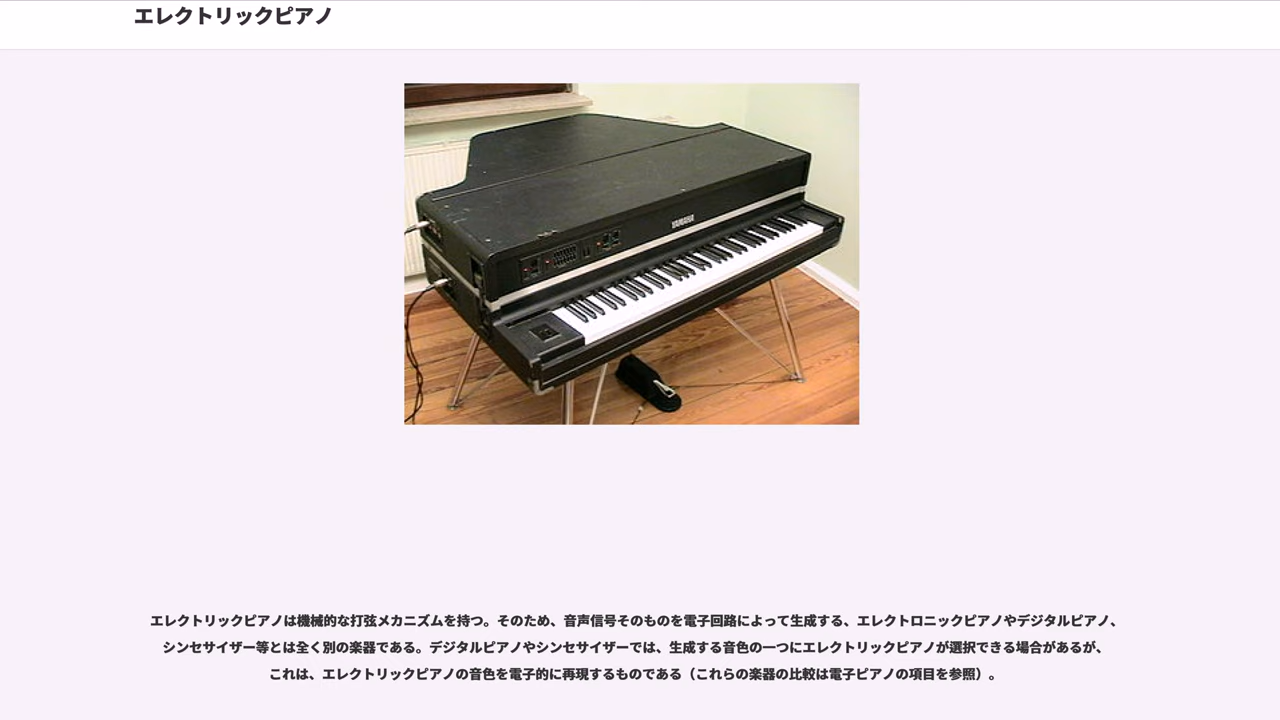 エレクトリックピアノ
YAMAHA
エレクトリックピアノは機械的な打弦メカニズムを持つ。そのため、音声信号そのものを電子回路によって生成する、エレクトロニックピアノやデジタルピアノ、
シンセサイザー等とは全く別の楽器である。デジタルピアノやシンセサイザーでは、生成する音色の一つにエレクトリックピアノが選択できる場合があるが、
これは、エレクトリックピアノの音色を電子的に再現するものである（これらの楽器の比較は電子ピアノの項目を参照）。